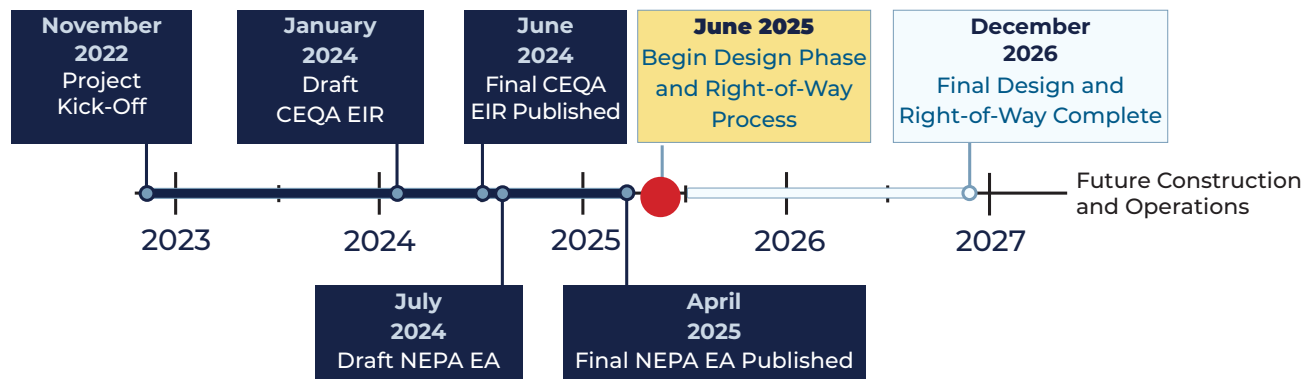 November
2022
Project
Kick-Off
January
2024
Draft
CEQA EIR
June
2024
Final CEQA
EIR Published
June 2025
Begin Design Phase
and Right-of-Way
Process
December
2026
Final Design and
Right-of-Way Complete
2023
2024
2025
2026
2027
Future Construction
and Operations
July
2024
Draft NEPA EA
April
2025
Final NEPA EA Published